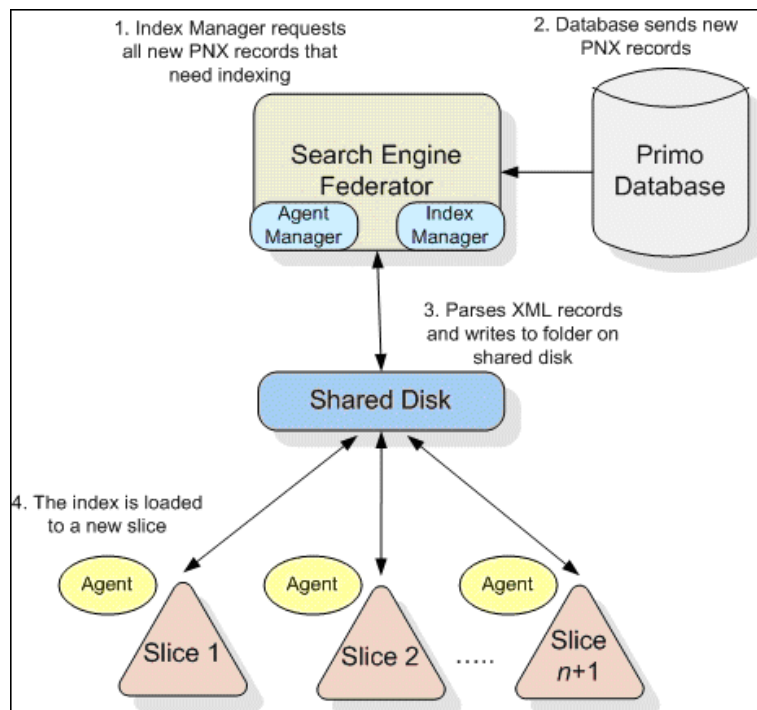 1. Index Manager requests
all new PNX records that
need indexing
2. Database sends new
PNX records
Search Engine
Federator
Agent
Manager
Index
Manager
Primo
Database
3. Parses XML records
and writes to folder on
shared disk
Shared Disk
4. The index is loaded
to a new slice
Agent
Agent
Agent
Slice 1
Slice 2
.....
Slice
n+1